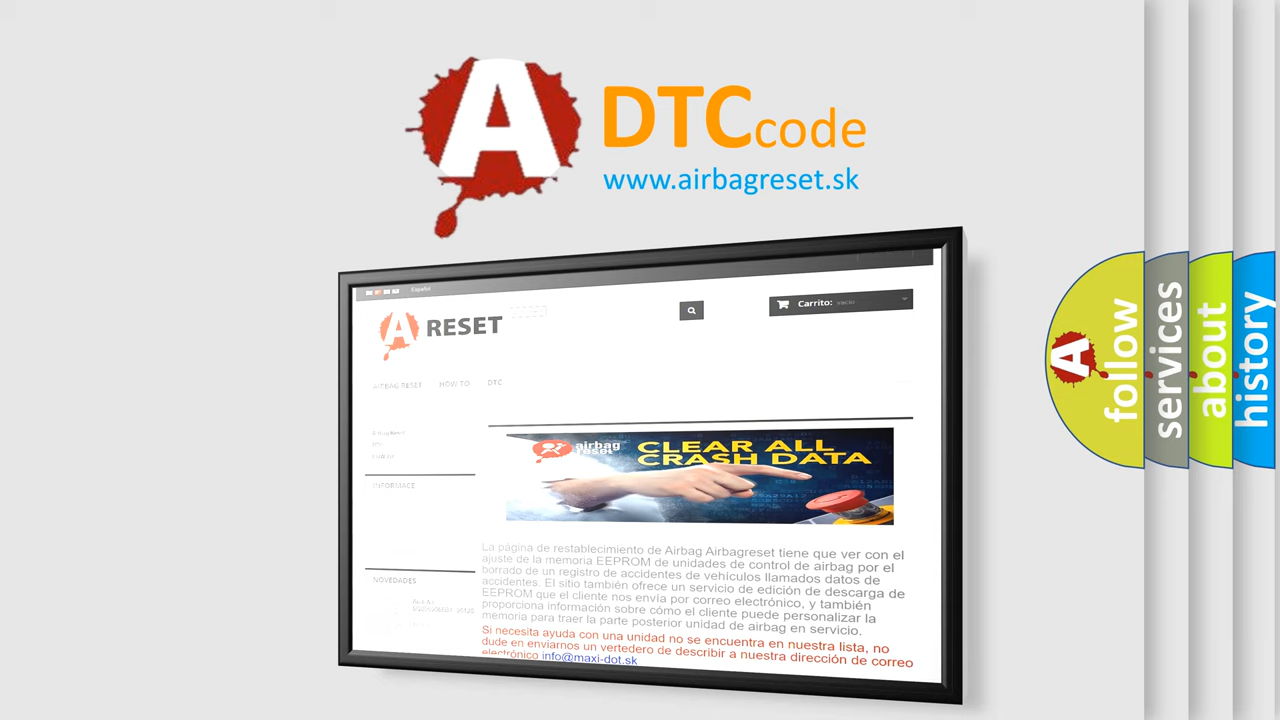 A
DTCcode
www.airbagreset.sk
Español
A RESET
Carrito: vacío
AIRBAG RESET HOW TO DTC
airbag
reset
CLEAR ALL
CRASH DATA
INFORMACE
La página de restablecimiento de Airbag Airbagreset tiene que ver con el
ajuste de la memoria EEPROM de unidades de control de airbag por el
borrado de un registro de accidentes de vehículos llamados datos de
accidentes. El sitio también ofrece un servicio de edición de descarga de
EEPROM que el cliente nos envía por correo electrónico, y también
proporciona información sobre cómo el cliente puede personalizar la
memoria para traer la parte posterior unidad de airbag en servicio.
Si necesita ayuda con una unidad no se encuentra en nuestra lista, no
dude en enviarnos un vertedero de describir a nuestra dirección de correo
electrónico info@maxi-dot.sk
NOVEDADES
A
follow
services
about
history